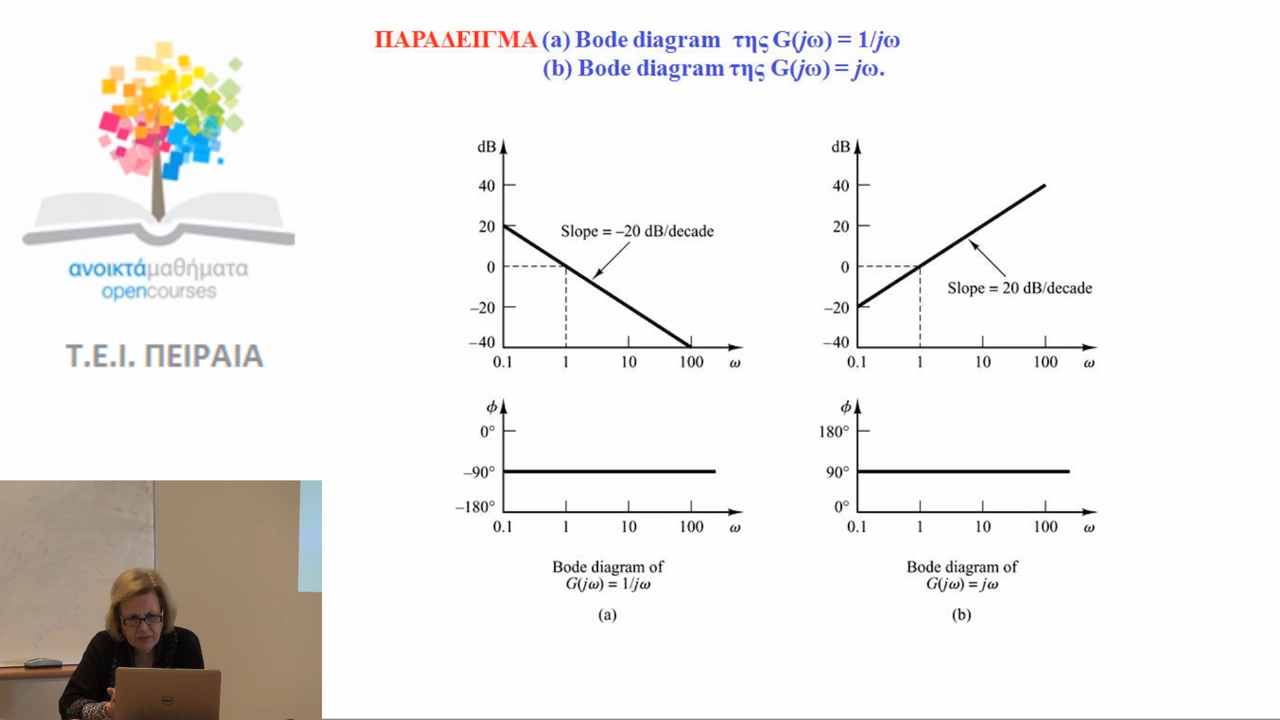 ΠΑΡΑΔΕΙΓΜΑ (a) Bode diagram της G(jω) = 1/jω
(b) Bode diagram της G(jω) = jω.
ανοικτάμαθήματα
opencourses
Τ.Ε.Ι. ΠΕΙΡΑΙΑ
dB
40
20
0
–20
–40
Slope = –20 dB/decade
0.1 1 10 100 ω
ϕ
0°
–90°
–180°
0.1 1 10 100 ω
Bode diagram of
G(jω) = 1/jω
(a)
dB
40
20
0
–20
–40
Slope = 20 dB/decade
0.1 1 10 100 ω
ϕ
180°
90°
0°
0.1 1 10 100 ω
Bode diagram of
G(jω) = jω
(b)
DELL